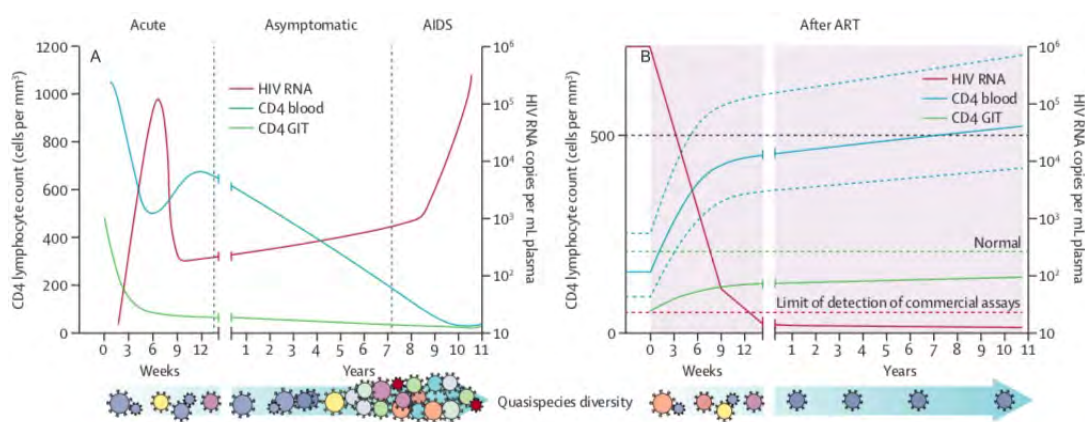 Acute
Asymptomatic
AIDS
A
1200
1000
800
600
400
200
0
CD4 lymphocyte count (cells per mm³)
HIV RNA
CD4 blood
CD4 GIT
10⁶
10⁵
10⁴
10³
10²
10
HIV RNA copies per mL plasma
0 3 6 9 12 1 2 3 4 5 6 7 8 9 10 11
Weeks
Years
After ART
B
500
0
CD4 lymphocyte count (cells per mm³)
HIV RNA
CD4 blood
CD4 GIT
Normal
Limit of detection of commercial assays
10⁶
10⁵
10⁴
10³
10²
10
HIV RNA copies per mL plasma
0 3 6 9 12 1 2 3 4 5 6 7 8 9 10 11
Weeks
Years
Quasispecies diversity